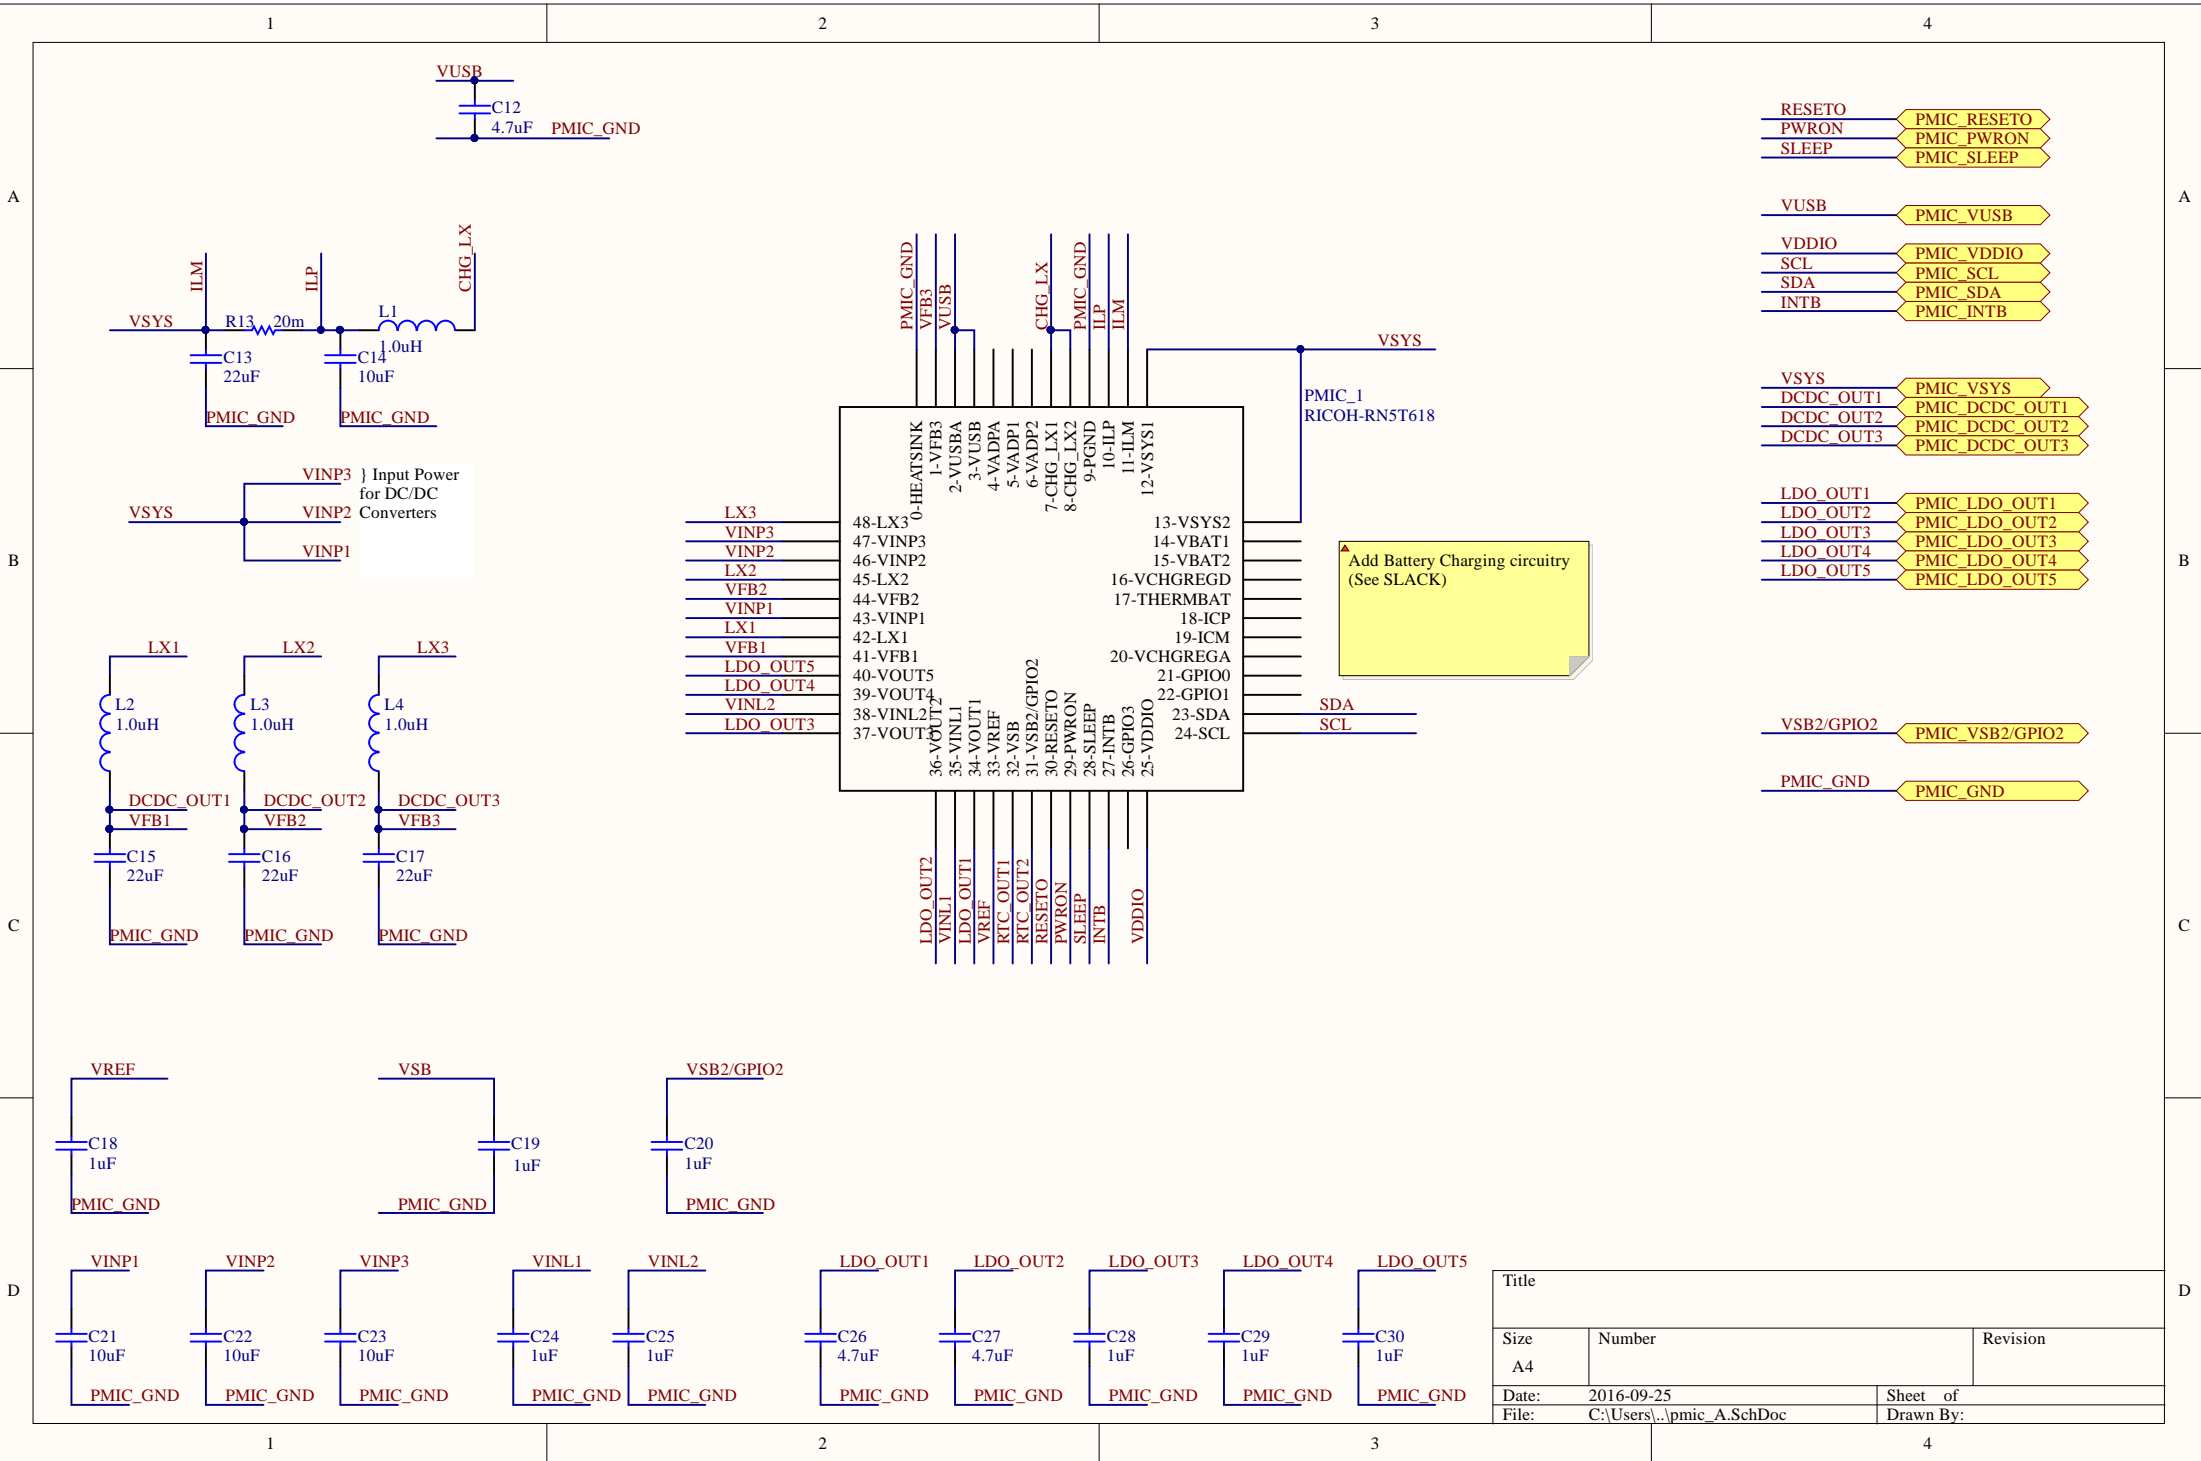 1
2
3
4
A
A
B
B
C
C
D
D
VUSB
C12
4.7uF
PMIC_GND
ILM
ILP
CHG_LX
VSYS
R13
20m
L1
1.0uH
C13
22uF
C14
10uF
PMIC_GND
PMIC_GND
VINP3
VSYS
VINP2
VINP1
} Input Power
for DC/DC
Converters
LX1
LX2
LX3
L2
1.0uH
L3
1.0uH
L4
1.0uH
DCDC_OUT1
DCDC_OUT2
DCDC_OUT3
VFB1
VFB2
VFB3
C15
22uF
C16
22uF
C17
22uF
PMIC_GND
PMIC_GND
PMIC_GND
PMIC_GND
VFB3
VUSB
CHG_LX
PMIC_GND
ILP
ILM
VSYS
PMIC_1
RICOH-RN5T618
0-HEATSINK
1-VFB3
2-VUSBA
3-VUSB
4-VADPA
5-VADP1
6-VADP2
7-CHG_LX1
8-CHG_LX2
9-PGND
10-ILP
11-ILM
12-VSYS1
LX3
VINP3
VINP2
LX2
VFB2
VINP1
LX1
VFB1
LDO_OUT5
LDO_OUT4
VINL2
LDO_OUT3
48-LX3
47-VINP3
46-VINP2
45-LX2
44-VFB2
43-VINP1
42-LX1
41-VFB1
40-VOUT5
39-VOUT4
38-VINL2
37-VOUT3
13-VSYS2
14-VBAT1
15-VBAT2
16-VCHGREGD
17-THERMBAT
18-ICP
19-ICM
20-VCHGREGA
21-GPIO0
22-GPIO1
23-SDA
24-SCL
SDA
SCL
36-VOUT2
35-VINL1
34-VOUT1
33-VREF
32-VSB
31-VSB2/GPIO2
30-RESETO
29-PWRON
28-SLEEP
27-INTB
26-GPIO3
25-VDDIO
LDO_OUT2
VINL1
LDO_OUT1
VREF
RTC_OUT1
RTC_OUT2
RESETO
PWRON
SLEEP
INTB
VDDIO
Add Battery Charging circuitry
(See SLACK)
RESETO
PMIC_RESETO
PWRON
PMIC_PWRON
SLEEP
PMIC_SLEEP
VUSB
PMIC_VUSB
VDDIO
PMIC_VDDIO
SCL
PMIC_SCL
SDA
PMIC_SDA
INTB
PMIC_INTB
VSYS
PMIC_VSYS
DCDC_OUT1
PMIC_DCDC_OUT1
DCDC_OUT2
PMIC_DCDC_OUT2
DCDC_OUT3
PMIC_DCDC_OUT3
LDO_OUT1
PMIC_LDO_OUT1
LDO_OUT2
PMIC_LDO_OUT2
LDO_OUT3
PMIC_LDO_OUT3
LDO_OUT4
PMIC_LDO_OUT4
LDO_OUT5
PMIC_LDO_OUT5
VSB2/GPIO2
PMIC_VSB2/GPIO2
PMIC_GND
PMIC_GND
VREF
C18
1uF
PMIC_GND
VSB
C19
1uF
PMIC_GND
VSB2/GPIO2
C20
1uF
PMIC_GND
VINP1
C21
10uF
PMIC_GND
VINP2
C22
10uF
PMIC_GND
VINP3
C23
10uF
PMIC_GND
VINL1
C24
1uF
PMIC_GND
VINL2
C25
1uF
PMIC_GND
LDO_OUT1
C26
4.7uF
PMIC_GND
LDO_OUT2
C27
4.7uF
PMIC_GND
LDO_OUT3
C28
1uF
PMIC_GND
LDO_OUT4
C29
1uF
PMIC_GND
LDO_OUT5
C30
1uF
PMIC_GND
Title
Size
Number
Revision
A4
Date:
2016-09-25
Sheet of
File:
C:\Users\..\pmic_A.SchDoc
Drawn By:
1
2
3
4